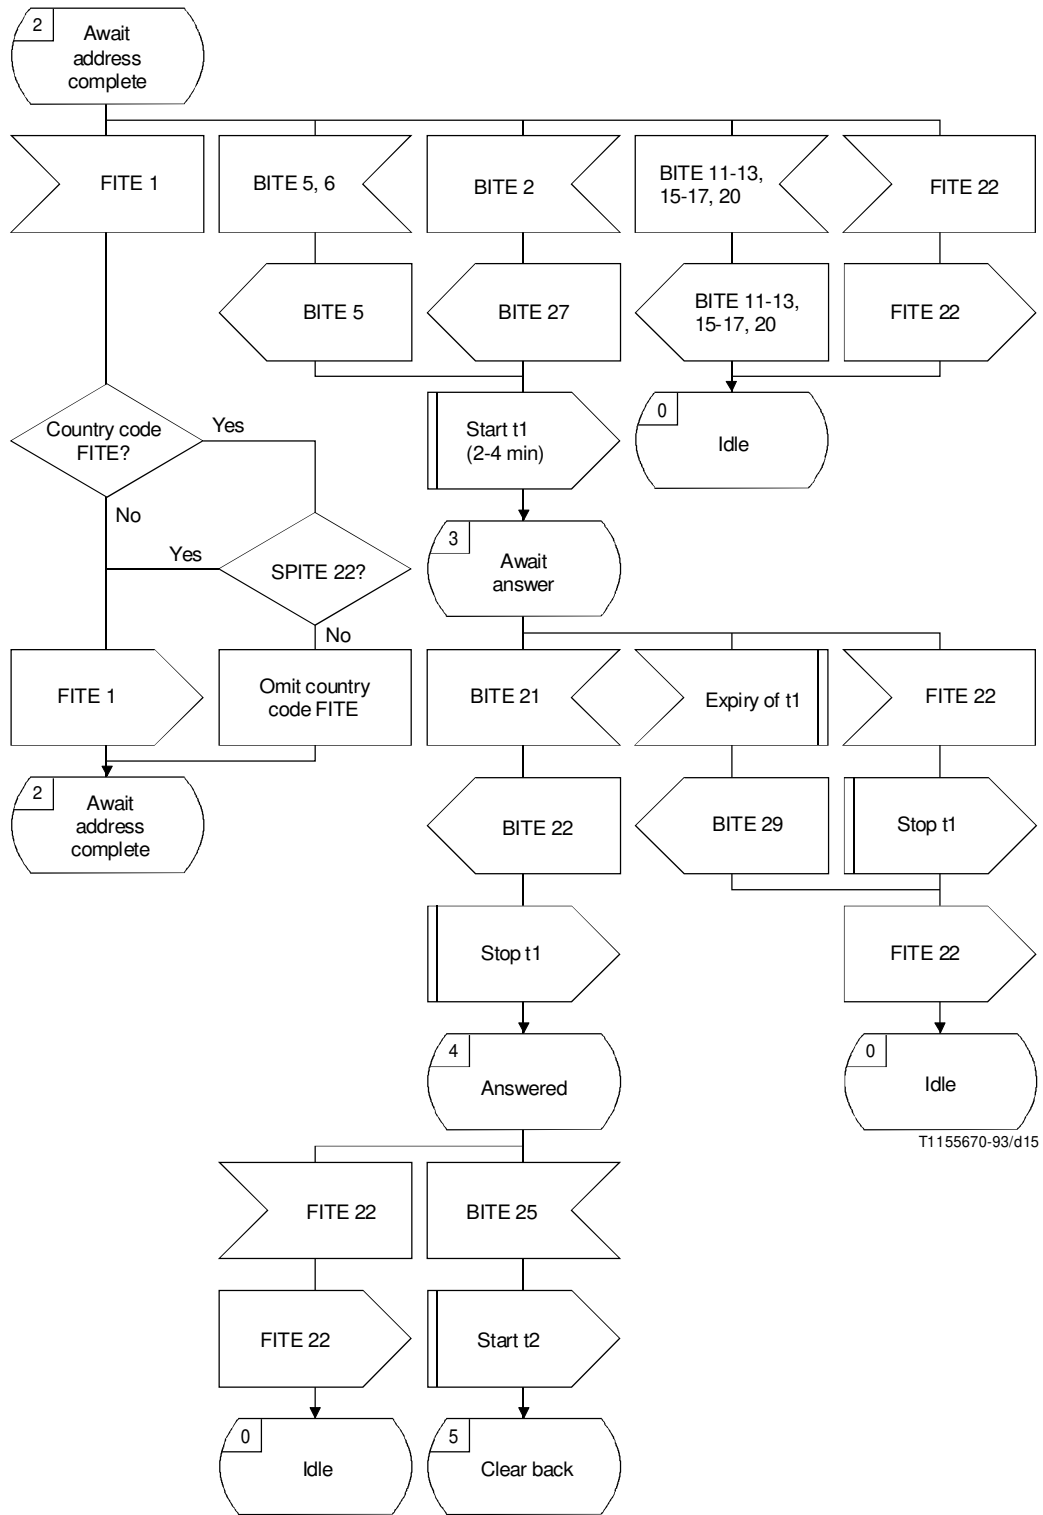 2
Await
address
complete
FITE 1
BITE 5, 6
BITE 2
BITE 11-13,
15-17, 20
FITE 22
BITE 5
BITE 27
BITE 11-13,
15-17, 20
FITE 22
Country code
FITE?
Yes
No
Start t1
(2-4 min)
0
Idle
Yes
SPITE 22?
No
3
Await
answer
FITE 1
Omit country
code FITE
BITE 21
Expiry of t1
FITE 22
2
Await
address
complete
BITE 22
BITE 29
Stop t1
Stop t1
FITE 22
4
Answered
0
Idle
T1155670-93/d15
FITE 22
BITE 25
FITE 22
Start t2
0
Idle
5
Clear back